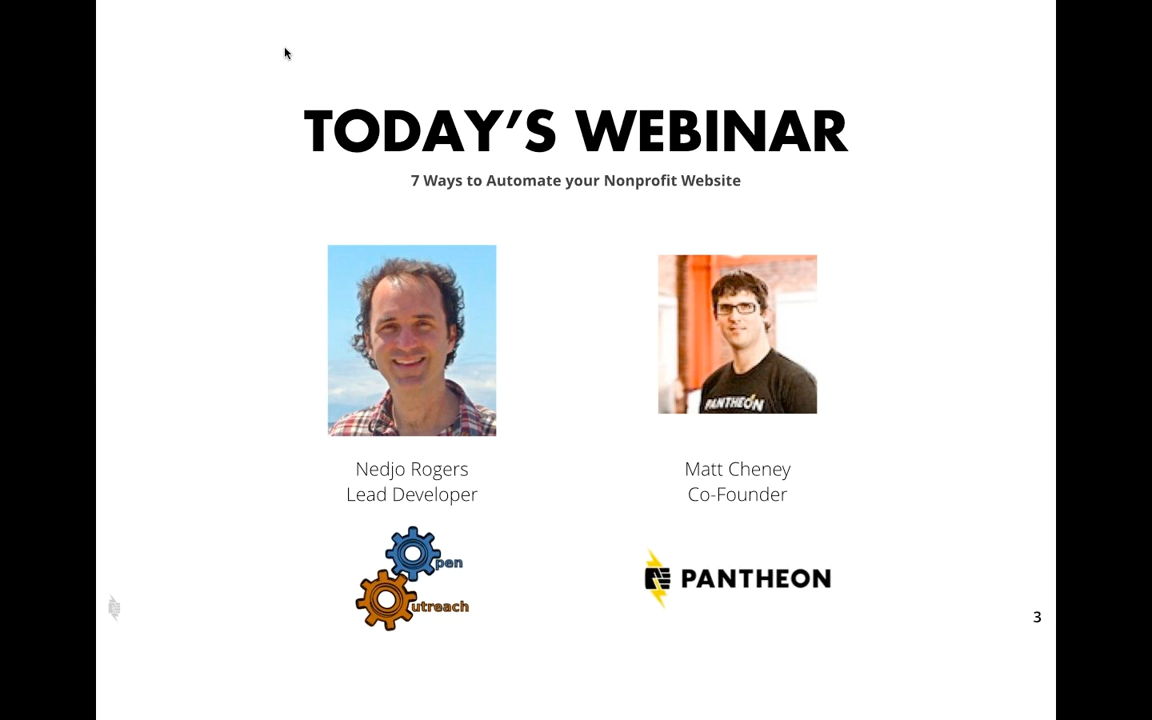 TODAY’S WEBINAR
7 Ways to Automate your Nonprofit Website
PANTHEON
Nedjo Rogers
Lead Developer
Matt Cheney
Co-Founder
pen
utreach
PANTHEON
3